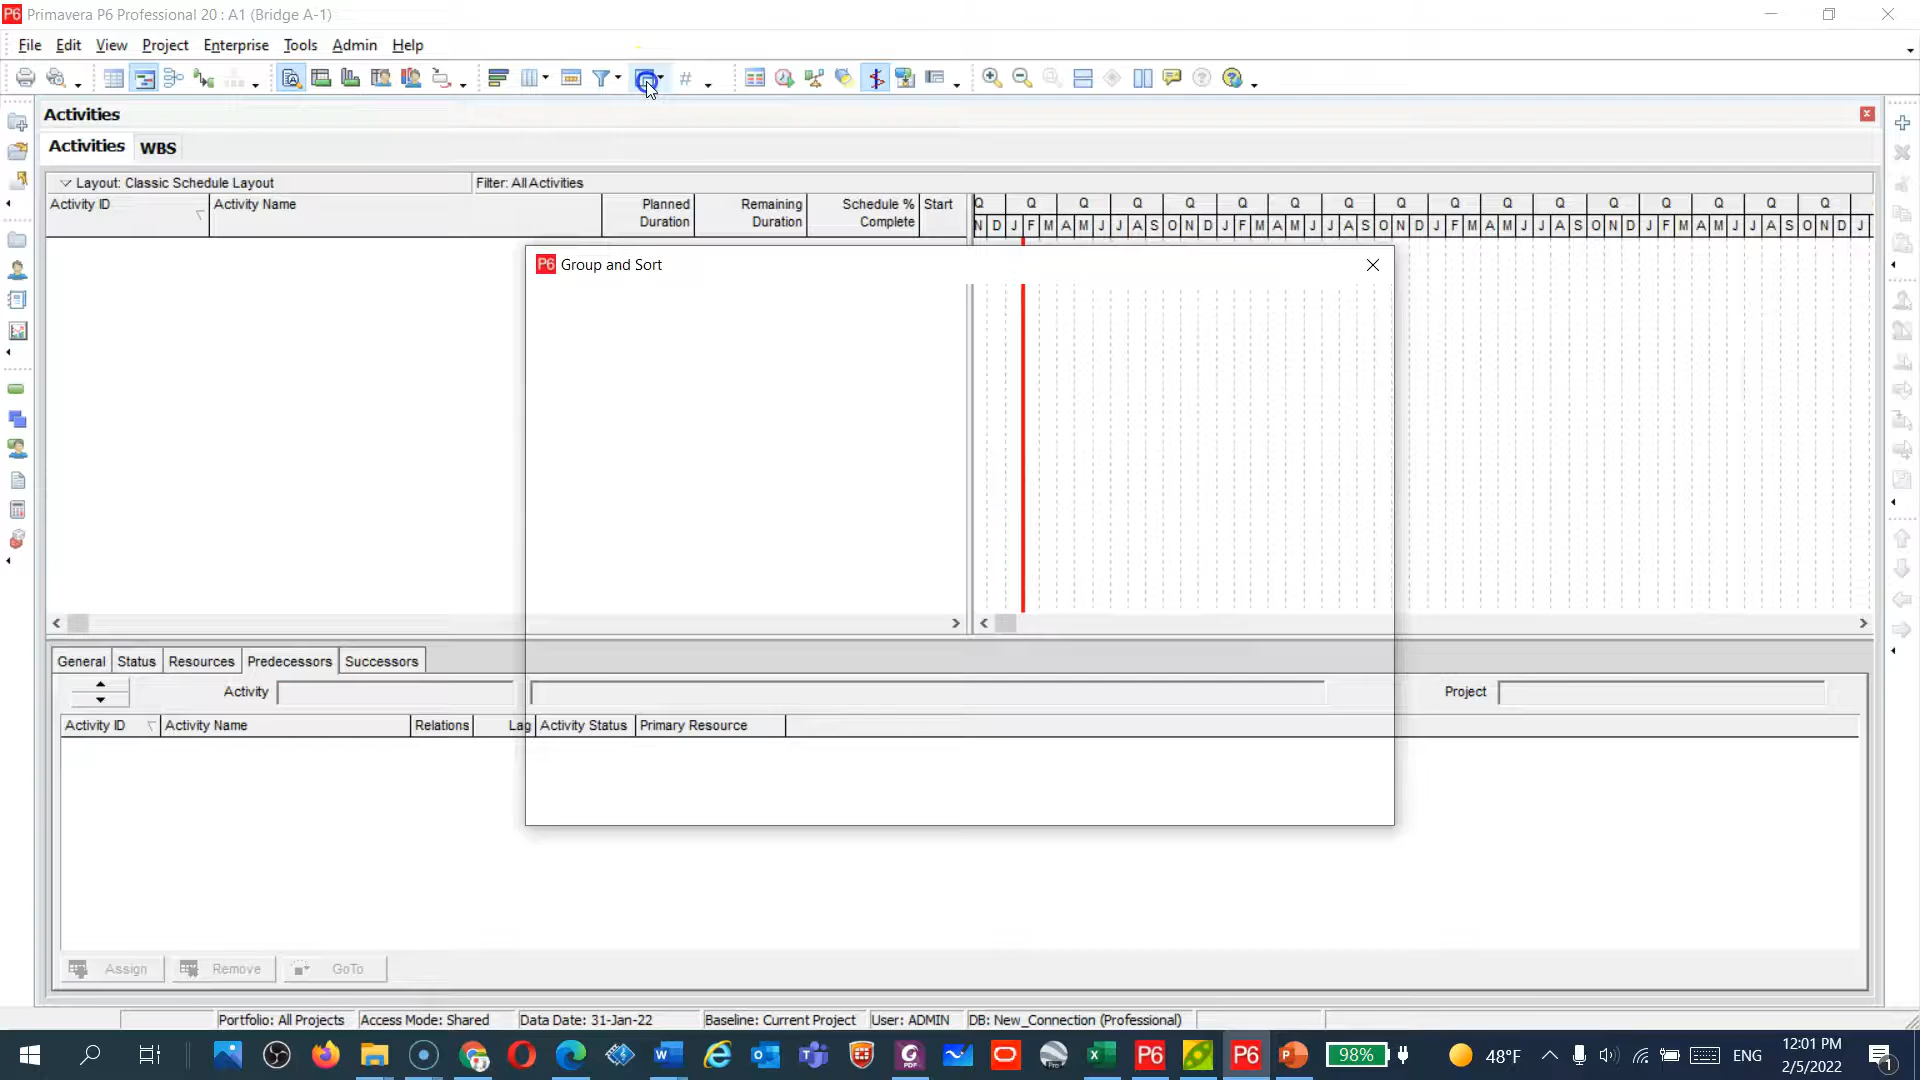 P6 Primavera P6 Professional 20 : A1 (Bridge A-1)
File Edit View Project Enterprise Tools Admin Help
Activities
Activities WBS
Layout: Classic Schedule Layout Filter: All Activities
Activity ID Activity Name Planned Duration Remaining Duration Schedule % Complete Start
Q Q Q Q Q Q Q Q Q Q Q Q Q Q Q Q Q
N D J F M A M J J A S O N D J F M A M J J A S O N D J F M A M J J A S O N D J F M A M J J A S O N D J
P6 Group and Sort
General Status Resources Predecessors Successors
Activity Project
Activity ID Activity Name Relations Lag Activity Status Primary Resource
Assign Remove GoTo
Portfolio: All Projects Access Mode: Shared Data Date: 31-Jan-22 Baseline: Current Project User: ADMIN DB: New_Connection (Professional)
98% 48°F ENG 12:01 PM
2/5/2022 1